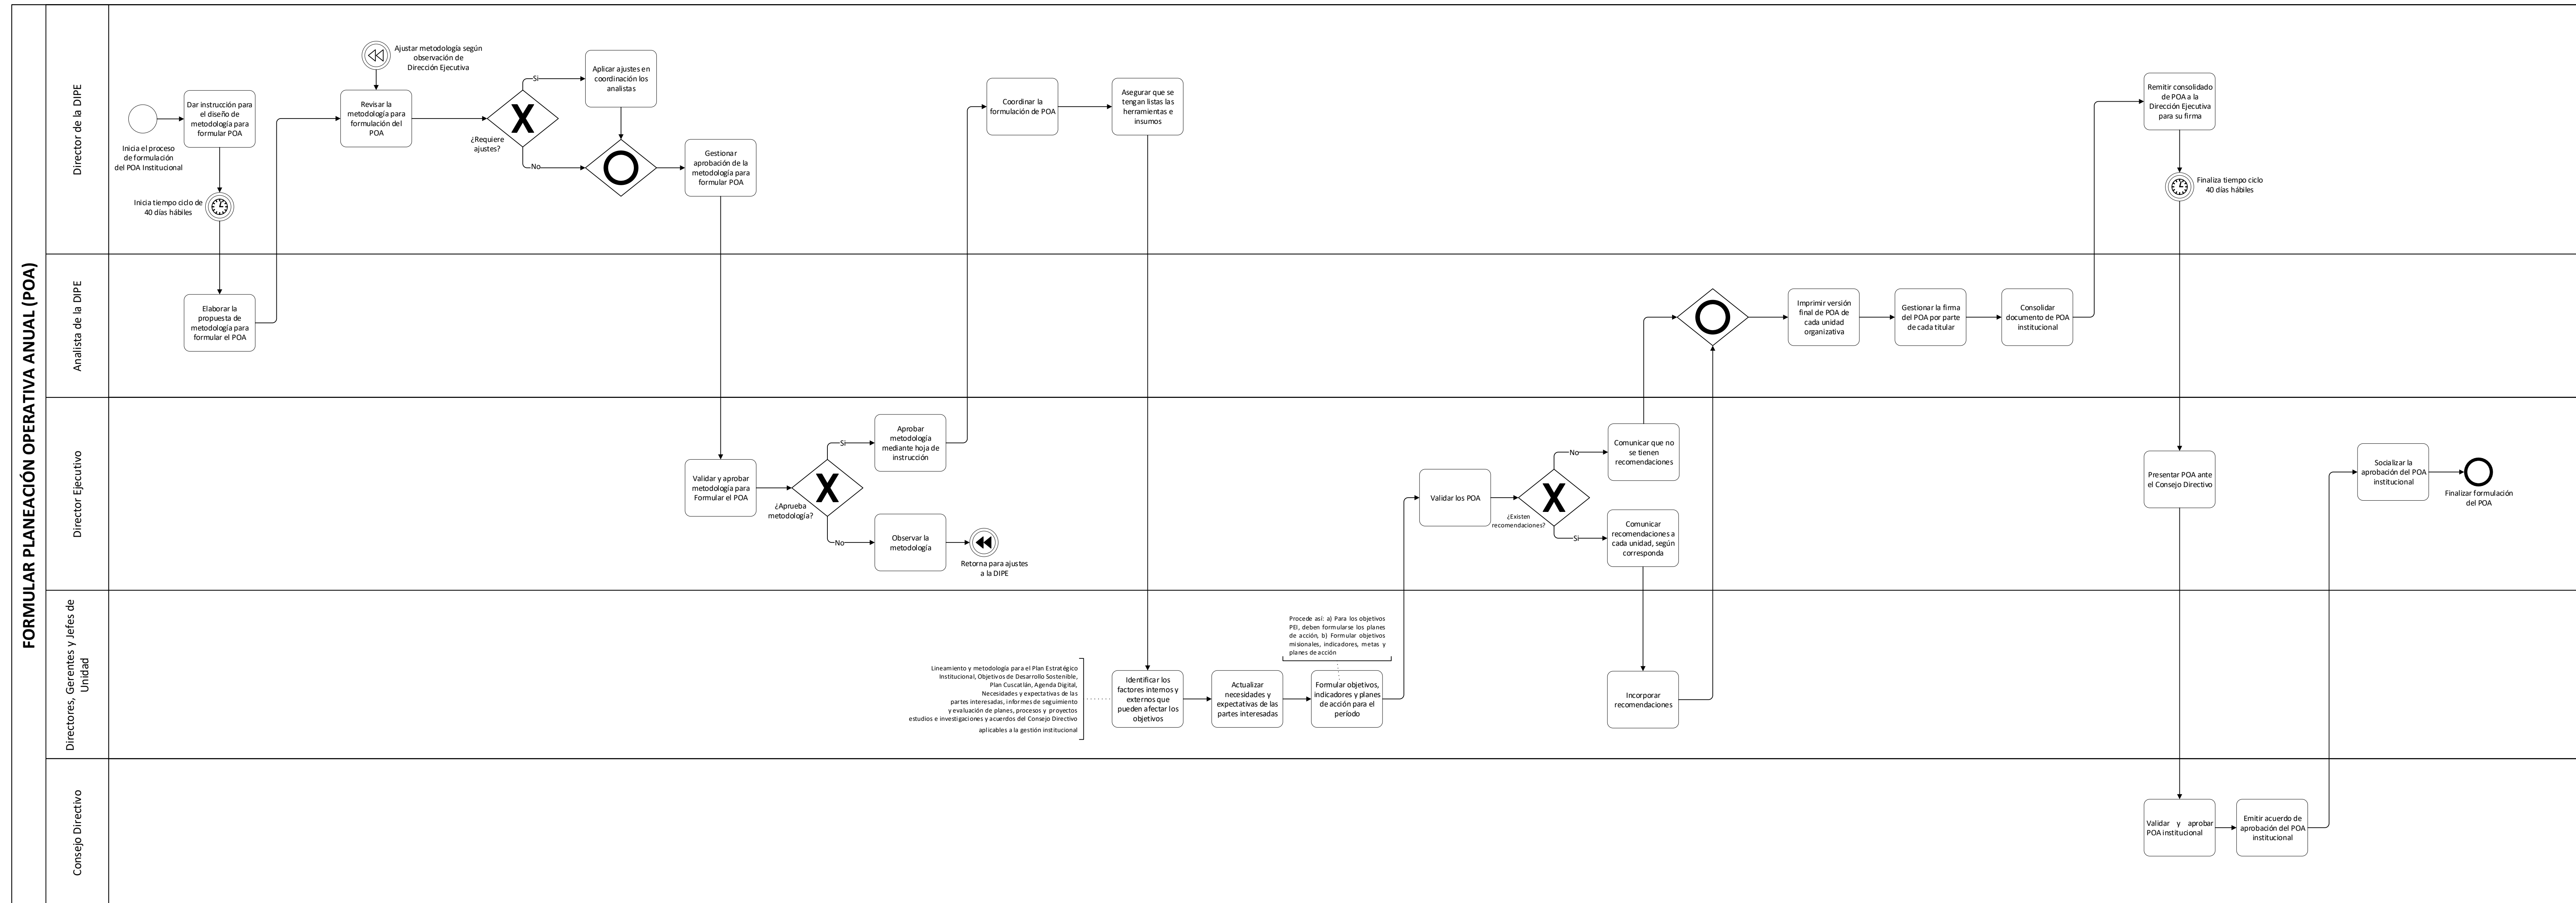 FORMULAR PLANEACIÓN OPERATIVA ANUAL (POA)
Director de la DIPE
Inicia el proceso
de formulación
del POA Institucional
Dar instrucción para
el diseño de
metodología para
formular POA
Inicia tiempo ciclo de
40 días hábiles
Ajustar metodología según
observación de
Dirección Ejecutiva
Revisar la
metodología para
formulación del
POA
¿Requiere
ajustes?
Si
No
Aplicar ajustes en
coordinación los
analistas
Gestionar
aprobación de la
metodología para
formular POA
Coordinar la
formulación de POA
Asegurar que se
tengan listas las
herramientas e
insumos
Remitir consolidado
de POA a la
Dirección Ejecutiva
para su firma
Finaliza tiempo ciclo
40 días hábiles
Analista de la DIPE
Elaborar la
propuesta de
metodología para
formular el POA
Imprimir versión
final de POA de
cada unidad
organizativa
Gestionar la firma
del POA por parte
de cada titular
Consolidar
documento de POA
institucional
Director Ejecutivo
Validar y aprobar
metodología para
Formular el POA
¿Aprueba
metodología?
Si
No
Aprobar
metodología
mediante hoja de
instrucción
Observar la
metodología
Retorna para ajustes
a la DIPE
Validar los POA
¿Existen
recomendaciones?
No
Si
Comunicar que no
se tienen
recomendaciones
Comunicar
recomendaciones a
cada unidad, según
corresponda
Presentar POA ante
el Consejo Directivo
Socializar la
aprobación del POA
institucional
Finalizar formulación
del POA
Directores, Gerentes y Jefes de
Unidad
Lineamiento y metodología para el Plan Estratégico
Institucional, Objetivos de Desarrollo Sostenible,
Plan Cuscatlán, Agenda Digital,
Necesidades y expectativas de las
partes interesadas, informes de seguimiento
y evaluación de planes, procesos y proyectos
estudios e investigaciones y acuerdos del Consejo Directivo
aplicables a la gestión institucional
Identificar los
factores internos y
externos que
pueden afectar los
objetivos
Actualizar
necesidades y
expectativas de las
partes interesadas
Procede así: a) Para los objetivos
PEI, deben formularse los planes
de acción, b) Formular objetivos
misionales, indicadores, metas y
planes de acción
Formular objetivos,
indicadores y planes
de acción para el
período
Incorporar
recomendaciones
Consejo Directivo
Validar y aprobar
POA institucional
Emitir acuerdo de
aprobación del POA
institucional